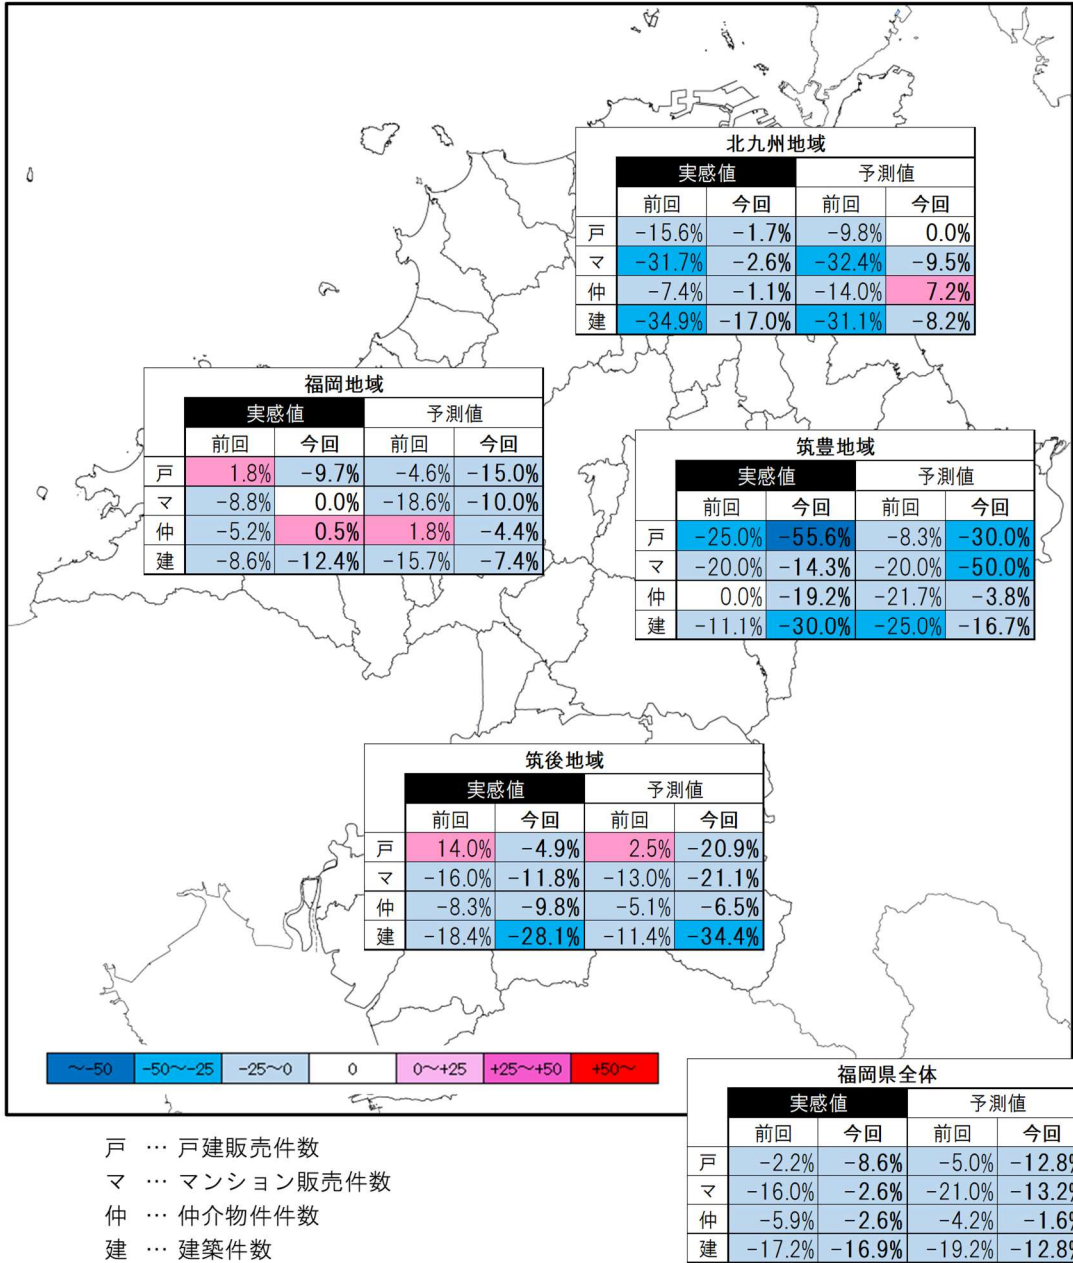 北九州地域
実感値 予測値
前回 今回 前回 今回
戸 -15.6% -1.7% -9.8% 0.0%
マ -31.7% -2.6% -32.4% -9.5%
仲 -7.4% -1.1% -14.0% 7.2%
建 -34.9% -17.0% -31.1% -8.2%
福岡地域
実感値 予測値
前回 今回 前回 今回
戸 1.8% -9.7% -4.6% -15.0%
マ -8.8% 0.0% -18.6% -10.0%
仲 -5.2% 0.5% 1.8% -4.4%
建 -8.6% -12.4% -15.7% -7.4%
筑豊地域
実感値 予測値
前回 今回 前回 今回
戸 -25.0% -55.6% -8.3% -30.0%
マ -20.0% -14.3% -20.0% -50.0%
仲 0.0% -19.2% -21.7% -3.8%
建 -11.1% -30.0% -25.0% -16.7%
筑後地域
実感値 予測値
前回 今回 前回 今回
戸 14.0% -4.9% 2.5% -20.9%
マ -16.0% -11.8% -13.0% -21.1%
仲 -8.3% -9.8% -5.1% -6.5%
建 -18.4% -28.1% -11.4% -34.4%
～-50 -50～-25 -25～0 0 0～+25 +25～+50 +50～
福岡県全体
実感値 予測値
前回 今回 前回 今回
戸 -2.2% -8.6% -5.0% -12.8%
マ -16.0% -2.6% -21.0% -13.2%
仲 -5.9% -2.6% -4.2% -1.6%
建 -17.2% -16.9% -19.2% -12.8%
戸 … 戸建販売件数
マ … マンション販売件数
仲 … 仲介物件件数
建 … 建築件数